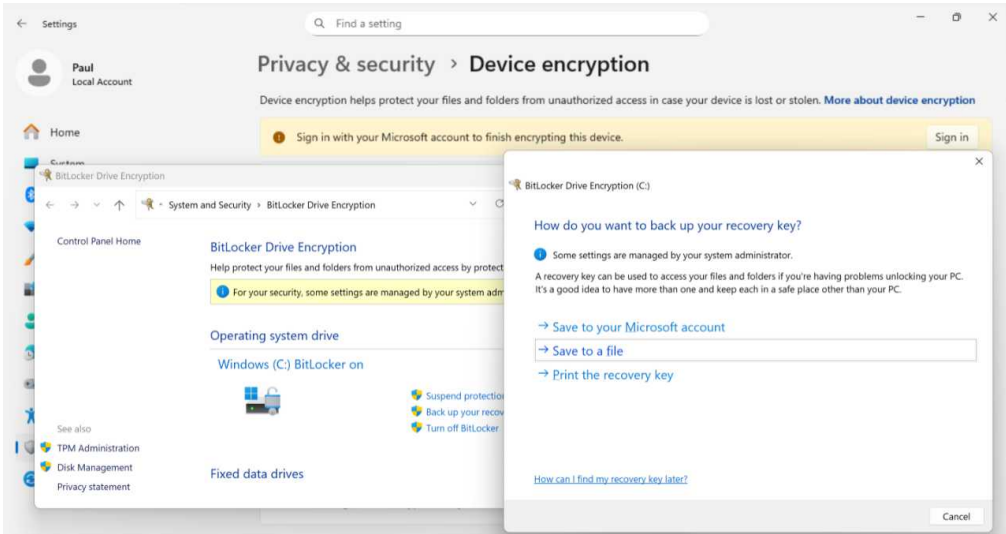 Settings
Find a setting
Paul
Local Account
Privacy & security > Device encryption
Device encryption helps protect your files and folders from unauthorized access in case your device is lost or stolen. More about device encryption
Home
Sign in with your Microsoft account to finish encrypting this device.
Sign in
System
BitLocker Drive Encryption
System and Security > BitLocker Drive Encryption
Control Panel Home
BitLocker Drive Encryption
Help protect your files and folders from unauthorized access by protect
For your security, some settings are managed by your system adm
Operating system drive
Windows (C:) BitLocker on
Suspend protection
Back up your recov
Turn off BitLocker
See also
TPM Administration
Disk Management
Privacy statement
Fixed data drives
BitLocker Drive Encryption (C:)
How do you want to back up your recovery key?
Some settings are managed by your system administrator.
A recovery key can be used to access your files and folders if you're having problems unlocking your PC.
It's a good idea to have more than one and keep each in a safe place other than your PC.
→ Save to your Microsoft account
→ Save to a file
→ Print the recovery key
How can I find my recovery key later?
Cancel